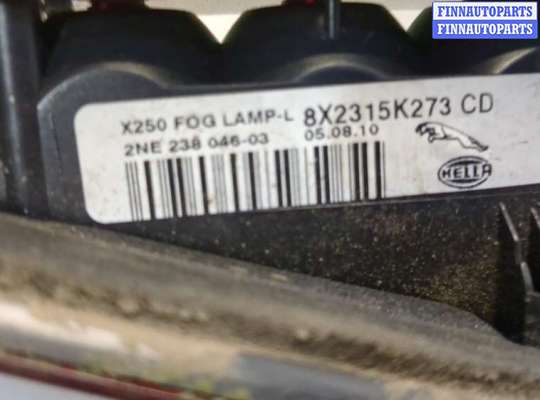 FINNAUTOPARTS
FINNAUTOPARTS
X250 FOG LAMP-L 8X2315K273 CD
2NE 238 046-03 05.08.10
HELLA